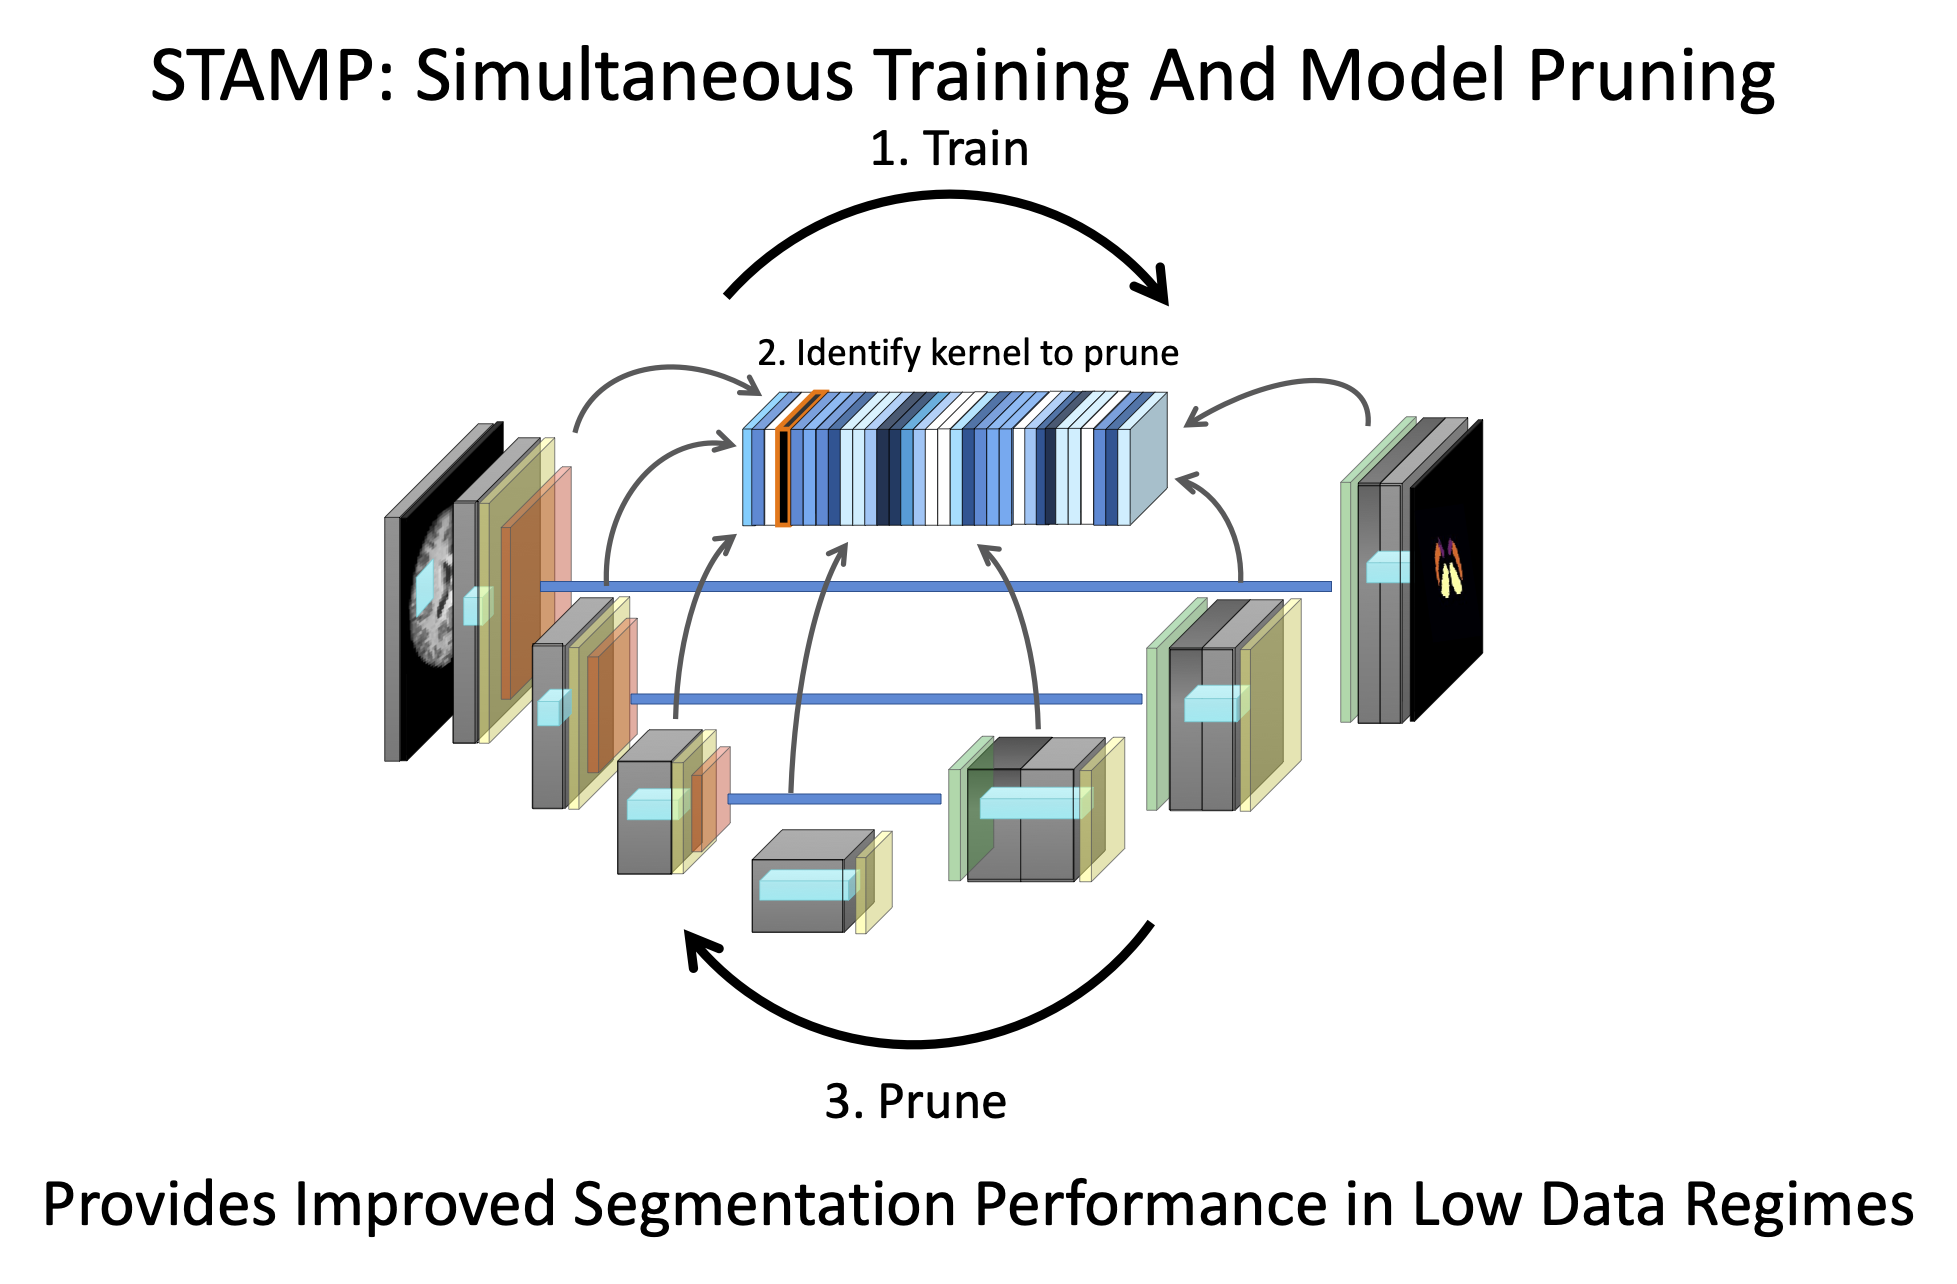 STAMP: Simultaneous Training And Model Pruning
1. Train
2. Identify kernel to prune
3. Prune
Provides Improved Segmentation Performance in Low Data Regimes